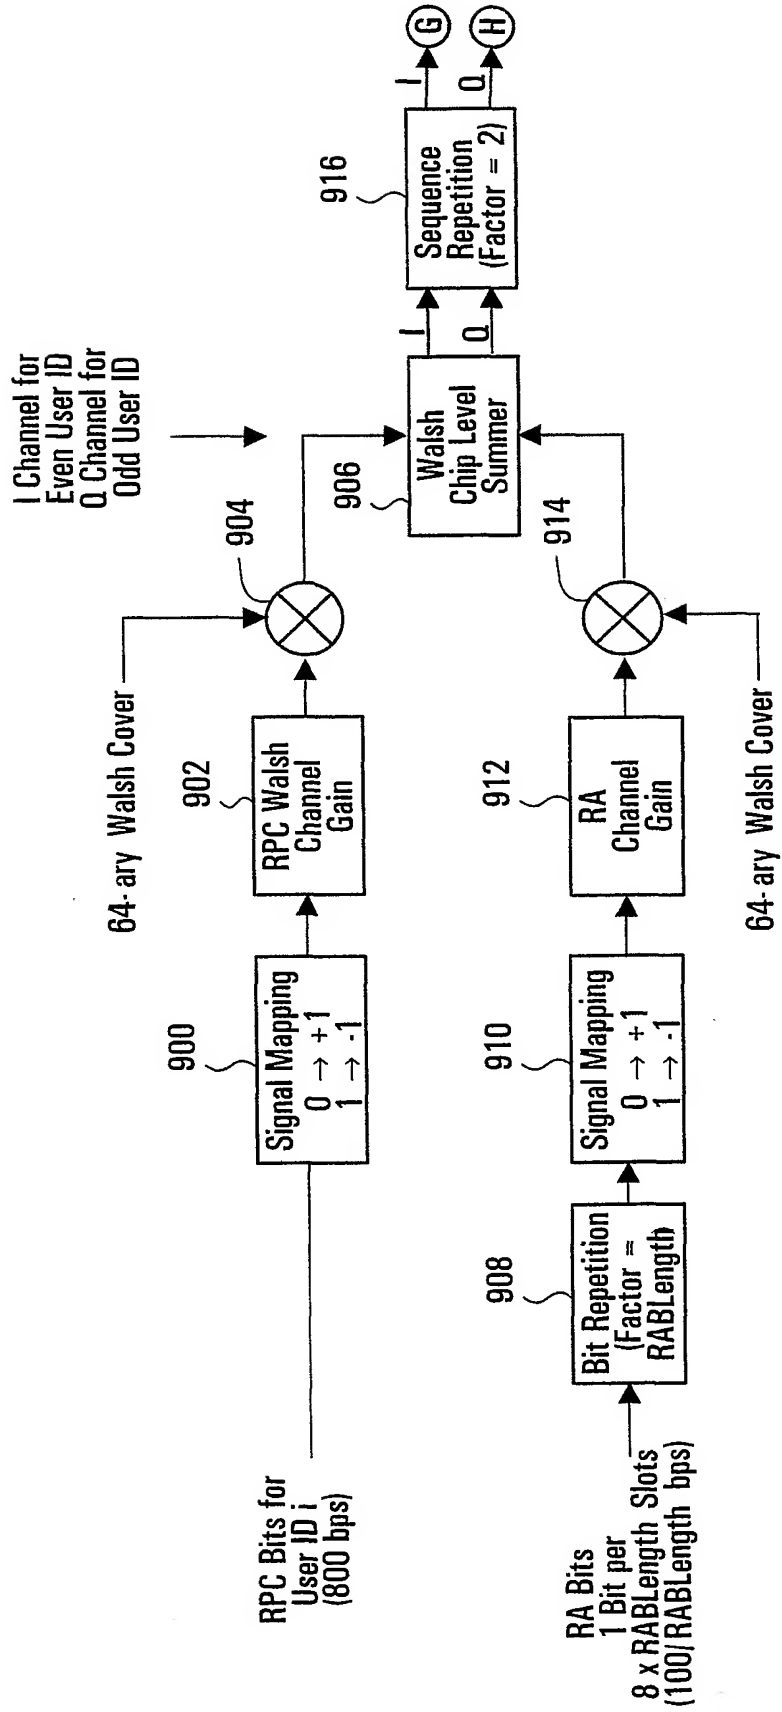 I Channel for
Even User ID
Q Channel for
Odd User ID
64-ary Walsh Cover
904
RPC Bits for
User ID i
(800 bps)
900
Signal Mapping
0 → +1
1 → -1
902
RPC Walsh
Channel
Gain
906
Walsh
Chip Level
Summer
I
Q
916
Sequence
Repetition
(Factor = 2)
I
Q
G
H
RA Bits
1 Bit per
8 x RABLength Slots
(100/RABLength bps)
908
Bit Repetition
(Factor =
RABLength)
910
Signal Mapping
0 → +1
1 → -1
912
RA
Channel
Gain
914
64-ary Walsh Cover